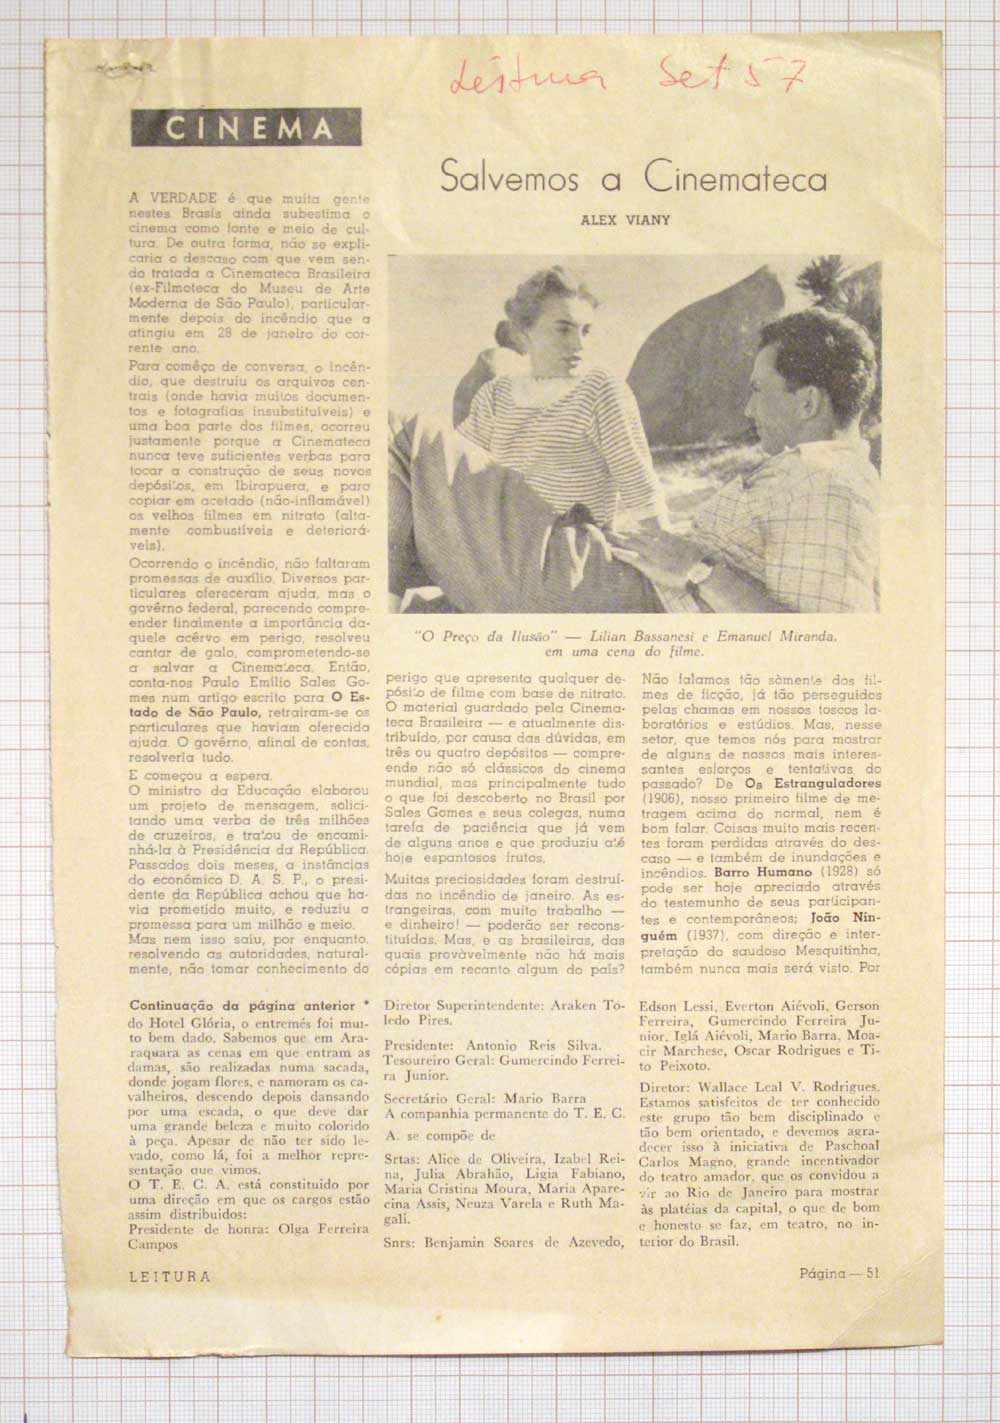 Leitura Set 57
CINEMA
Salvemos a Cinemateca
ALEX VIANY
A VERDADE é que muita gente
nestes Brasis ainda subestima o
cinema como fonte e meio de cul-
tura. De outra forma, não se expli-
caria o descaso com que vem sen-
do tratada a Cinemateca Brasileira
(ex-Filmoteca do Museu de Arte
Moderna de São Paulo), particular-
mente depois do incêndio que a
atingiu em 28 de janeiro do cor-
rente ano.
Para comêço de conversa, o incên-
dio, que destruiu os arquivos cen-
trais (onde havia muitos documen-
tos e fotografias insubstituíveis) e
uma boa parte dos filmes, ocorreu
justamente porque a Cinemateca
nunca teve suficientes verbas para
tocar a construção de seus novos
depósitos, em Ibirapuera, e para
copiar em acetado (não-inflamável)
os velhos filmes em nitrato (alta-
mente combustíveis e deteriorá-
veis).
Ocorrendo o incêndio, não faltaram
promessas de auxílio. Diversos par-
ticulares ofereceram ajuda, mas o
govêrno federal, parecendo compre-
ender finalmente a importância da-
quele acêrvo em perigo, resolveu
cantar de galo, comprometendo-se
a salvar a Cinemateca. Então,
conta-nos Paulo Emílio Sales Go-
mes num artigo escrito para O Es-
tado de São Paulo, retrairam-se os
particulares que haviam oferecido
ajuda. O govêrno, afinal de contas,
resolveria tudo.
E começou a espera.
O ministro da Educação elaborou
um projeto de mensagem, solici-
tando uma verba de três milhões
de cruzeiros, e tratou de encami-
nhá-la à Presidência da República.
Passados dois meses, a instâncias
do económico D. A. S. P., o presi-
dente da República achou que ha-
via prometido muito, e reduziu a
promessa para um milhão e meio.
Mas nem isso saiu, por enquanto,
resolvendo as autoridades, natural-
mente, não tomar conhecimento do
"O Preço da Ilusão" — Lilian Bassanesi e Emanuel Miranda,
em uma cena do filme.
perigo que apresenta qualquer de-
pósito de filme com base de nitrato.
O material guardado pela Cinema-
teca Brasileira — e atualmente dis-
tribuído, por causa das dúvidas, em
três ou quatro depósitos — compre-
ende não só clássicos do cinema
mundial, mas principalmente tudo
o que foi descoberto no Brasil por
Sales Gomes e seus colegas, numa
tarefa de paciência que já vem
de alguns anos e que produziu até
hoje espantosos frutos.
Muitas preciosidades foram destruí-
das no incêndio de janeiro. As es-
trangeiras, com muito trabalho —
e dinheiro! — poderão ser recons-
tituídas. Mas, e as brasileiras, das
quais provàvelmente não há mais
cópias em recanto algum do país?
Não falamos tão sòmente dos fil-
mes de ficção, já tão perseguidos
pelas chamas em nossos toscos la-
boratórios e estúdios. Mas, nesse
setor, que temos nós para mostrar
de alguns de nossos mais interes-
santes esforços e tentativas do
passado? De Os Estranguladores
(1906), nosso primeiro filme de me-
tragem acima do normal, nem é
bom falar. Coisas muito mais recen-
tes foram perdidas através do des-
caso — e também de inundações e
incêndios. Barro Humano (1928) só
pode ser hoje apreciado através
do testemunho de seus participan-
tes e contemporâneos; João Nin-
guém (1937), com direção e inter-
pretação do saudoso Mesquitinha,
também nunca mais será visto. Por
Continuação da página anterior *
do Hotel Glória, o entremés foi mui-
to bem dado. Sabemos que em Ara-
raquara as cenas em que entram as
damas, são realizadas numa sacada,
donde jogam flores, e namoram os ca-
valheiros, descendo depois dansando
por uma escada, o que deve dar
uma grande beleza e muito colorido
à peça. Apesar de não ter sido le-
vado, como lá, foi a melhor repre-
sentação que vimos.
O T. E. C. A. está constituido por
uma direção em que os cargos estão
assim distribuidos:
Presidente de honra: Olga Ferreira
Campos
Diretor Superintendente: Araken To-
ledo Pires.
Presidente: Antonio Reis Silva.
Tesoureiro Geral: Gumercindo Ferrei-
ra Junior.
Secretário Geral: Mario Barra
A companhia permanente do T. E. C.
A. se compõe de
Srtas: Alice de Oliveira, Izabel Rei-
na, Julia Abrahão, Ligia Fabiano,
Maria Cristina Moura, Maria Apare-
cina Assis, Neuza Varela e Ruth Ma-
gali.
Snrs: Benjamin Soares de Azevedo,
Edson Lessi, Everton Aiévoli, Gerson
Ferreira, Gumercindo Ferreira Ju-
nior, Iglá Aiévoli, Mario Barra, Moa-
cir Marchese, Oscar Rodrigues e Ti-
to Peixoto.
Diretor: Wallace Leal V. Rodrigues.
Estamos satisfeitos de ter conhecido
este grupo tão bem disciplinado e
tão bem orientado, e devemos agra-
decer isso à iniciativa de Paschoal
Carlos Magno, grande incentivador
do teatro amador, que os convidou a
vir ao Rio de Janeiro para mostrar
às platéias da capital, o que de bom
e honesto se faz, em teatro, no in-
terior do Brasil.
LEITURA
Página — 51